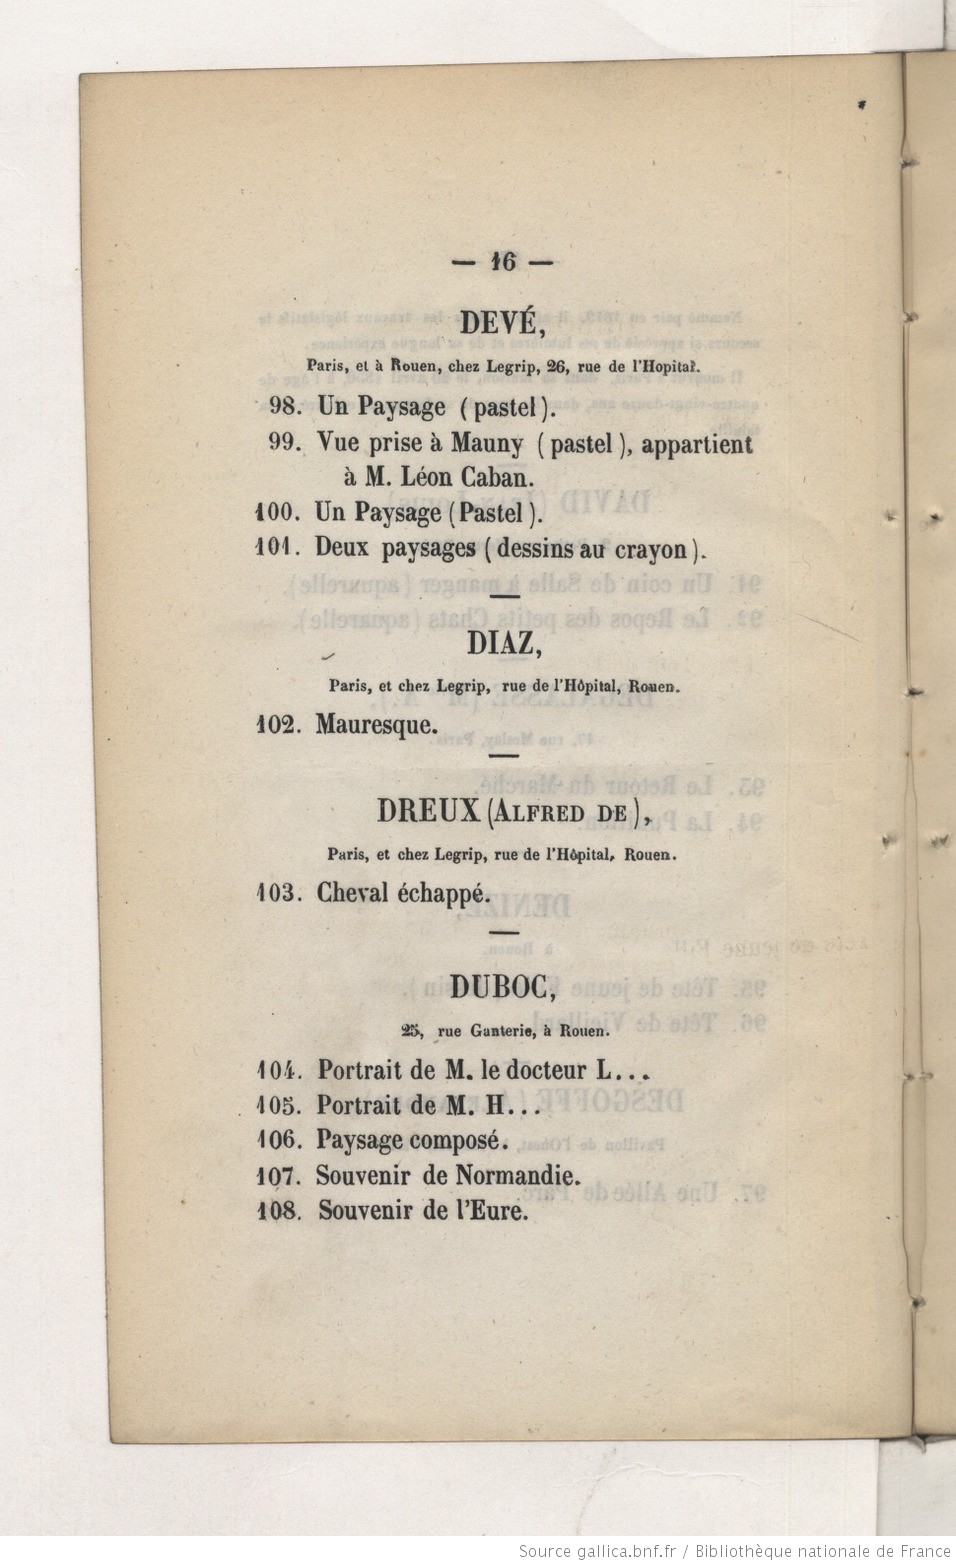 — 16 —
DEVÉ,
Paris, et à Rouen, chez Legrip, 26, rue de l'Hopital.
98. Un Paysage (pastel).
99. Vue prise à Mauny (pastel), appartient
à M. Léon Caban.
100. Un Paysage (Pastel).
101. Deux paysages (dessins au crayon).
—
DIAZ,
Paris, et chez Legrip, rue de l'Hôpital, Rouen.
102. Mauresque.
—
DREUX (ALFRED DE),
Paris, et chez Legrip, rue de l'Hôpital, Rouen.
103. Cheval échappé.
—
DUBOC,
25, rue Ganterie, à Rouen.
104. Portrait de M. le docteur L...
105. Portrait de M. H...
106. Paysage composé.
107. Souvenir de Normandie.
108. Souvenir de l'Eure.
Source gallica.bnf.fr / Bibliothèque nationale de France